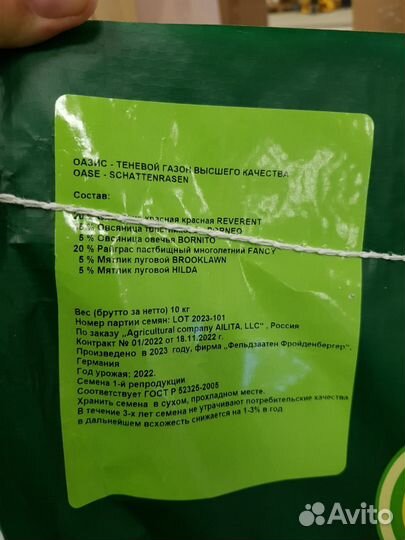 ОАЗИС - ТЕНЕВОЙ ГАЗОН ВЫСШЕГО КАЧЕСТВА
OASE - SCHATTENRASEN
Состав:
красная красная REVERENT
5 % Овсяница BORNEO
5 % Овсяница овечья BORNITO
20 % Райграс пастбищный многолетний FANCY
5 % Мятлик луговой BROOKLAWN
5 % Мятлик луговой HILDA
Вес (брутто за нетто) 10 кг
Номер партии семян: LOT 2023-101
По заказу „Agricultural company AILITA, LLC“ , Россия
Контракт № 01/2022 от 18.11.2022 г.
Произведено в 2023 году, фирма „Фельдзаатен Фройденбергер",
Германия
Год урожая: 2022.
Семена 1-й репродукции
Соответствует ГОСТ Р 52325-2005
Хранить семена в сухом, прохладном месте.
В течение 3-х лет семена не утрачивают потребительские качества
в дальнейшем всхожесть снижается на 1-3% в год.
Avito